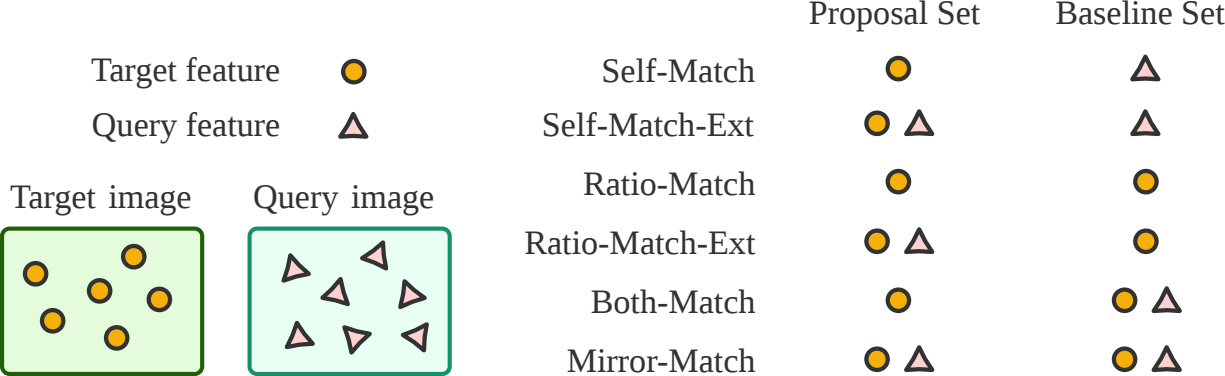 Proposal Set Baseline Set
Target feature
Query feature
Target image Query image
Self-Match
Self-Match-Ext
Ratio-Match
Ratio-Match-Ext
Both-Match
Mirror-Match